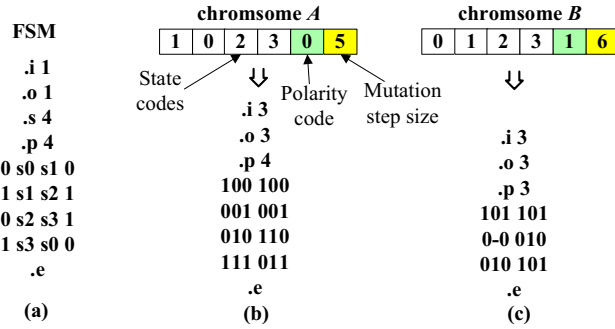 FSM
.i 1
.o 1
.s 4
.p 4
0 s0 s1 0
1 s1 s2 1
0 s2 s3 1
1 s3 s0 0
.e
(a)
chromsome A
1 0 2 3 0 5
State codes
Polarity code
Mutation step size
.i 3
.o 3
.p 4
100 100
001 001
010 110
111 011
.e
(b)
chromsome B
0 1 2 3 1 6
.i 3
.o 3
.p 3
101 101
0-0 010
010 101
.e
(c)